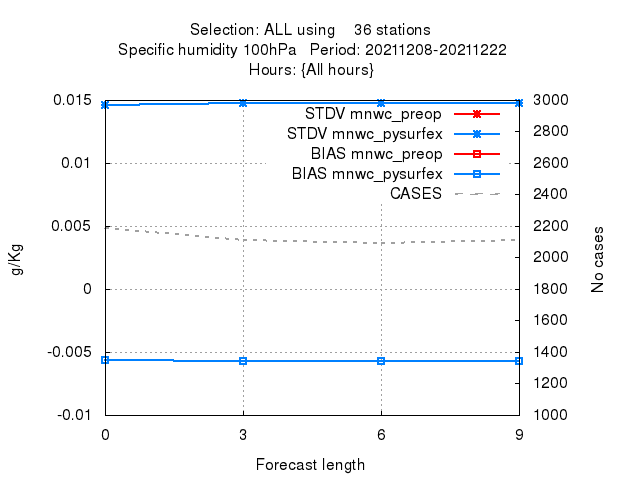 Selection: ALL using    36 stations
Specific humidity 100hPa   Period: 20211208-20211222
Hours: {All hours}
0.015
0.01
0.005
0
-0.005
-0.01
3000
2800
2600
2400
2200
2000
1800
1600
1400
1200
1000
STDV mnwc_preop
STDV mnwc_pysurfex
BIAS mnwc_preop
BIAS mnwc_pysurfex
CASES
g/Kg
No cases
0 3 6 9
Forecast length